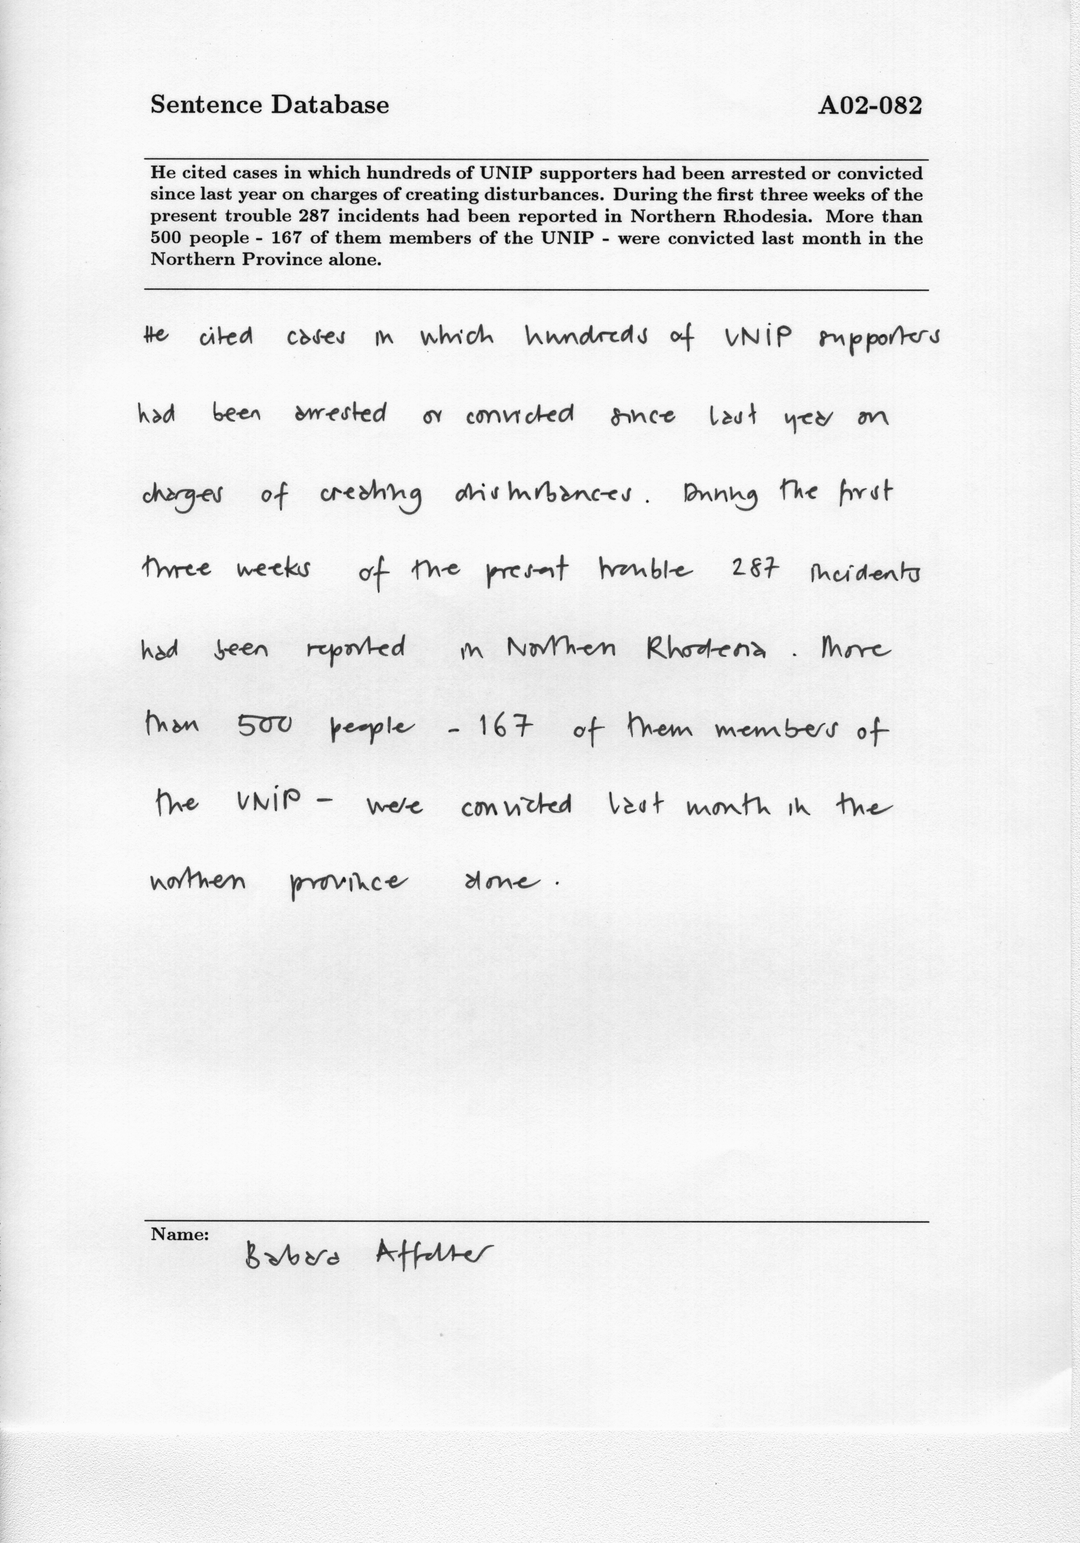 Sentence Database A02-082
He cited cases in which hundreds of UNIP supporters had been arrested or convicted
since last year on charges of creating disturbances. During the first three weeks of the
present trouble 287 incidents had been reported in Northern Rhodesia. More than
500 people - 167 of them members of the UNIP - were convicted last month in the
Northern Province alone.
He cited cases in which hundreds of UNIP supporters
had been arrested or convicted since last year on
charges of creating disturbances. During the first
three weeks of the present trouble 287 incidents
had been reported in Northen Rhodesia. More
than 500 people - 167 of them members of
the UNIP - were convicted last month in the
northen province alone.
Name:
Babara Affolter